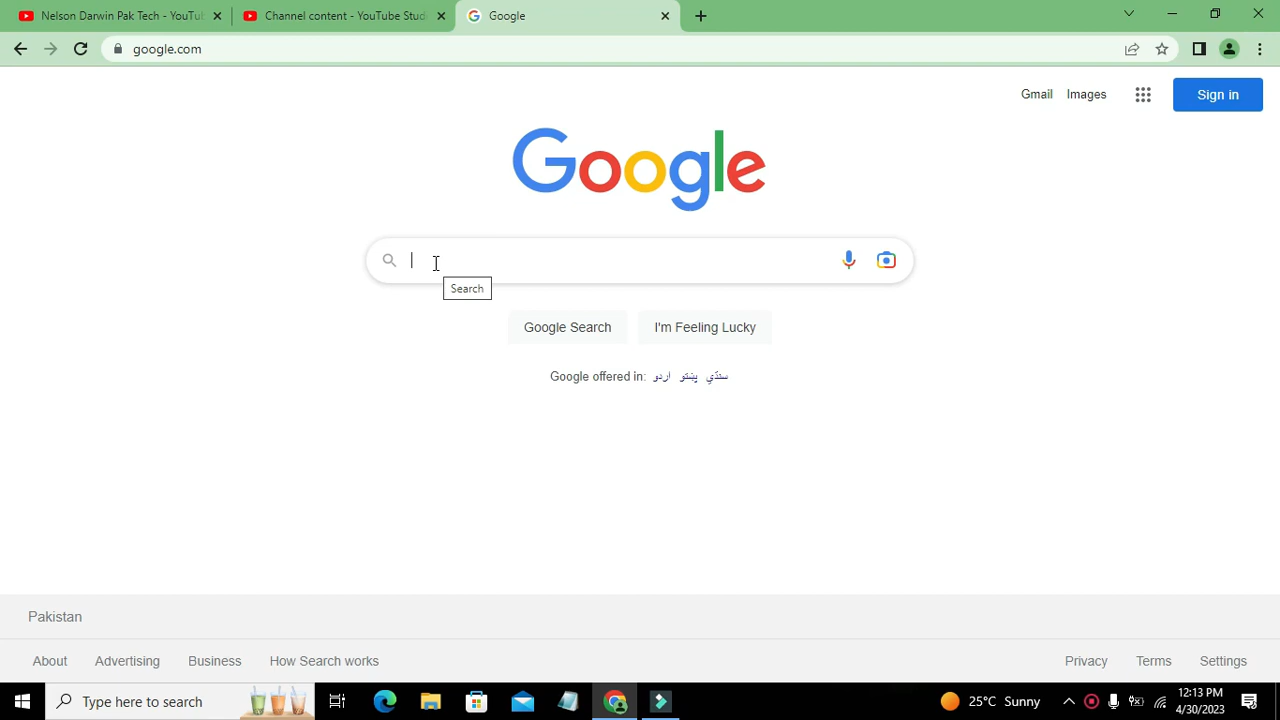 Nelson Darwin Pak Tech - YouTub
Channel content - YouTube Studi
Google
google.com
Gmail Images Sign in
Google
Search
Google Search I'm Feeling Lucky
Google offered in: اردو پښتو سنڌي
Pakistan
About Advertising Business How Search works Privacy Terms Settings
Type here to search
25°C Sunny
12:13 PM
4/30/2023